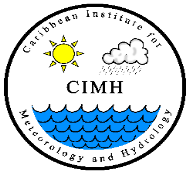 Caribbean Institute for
CIMH
Meteorology and Hydrology